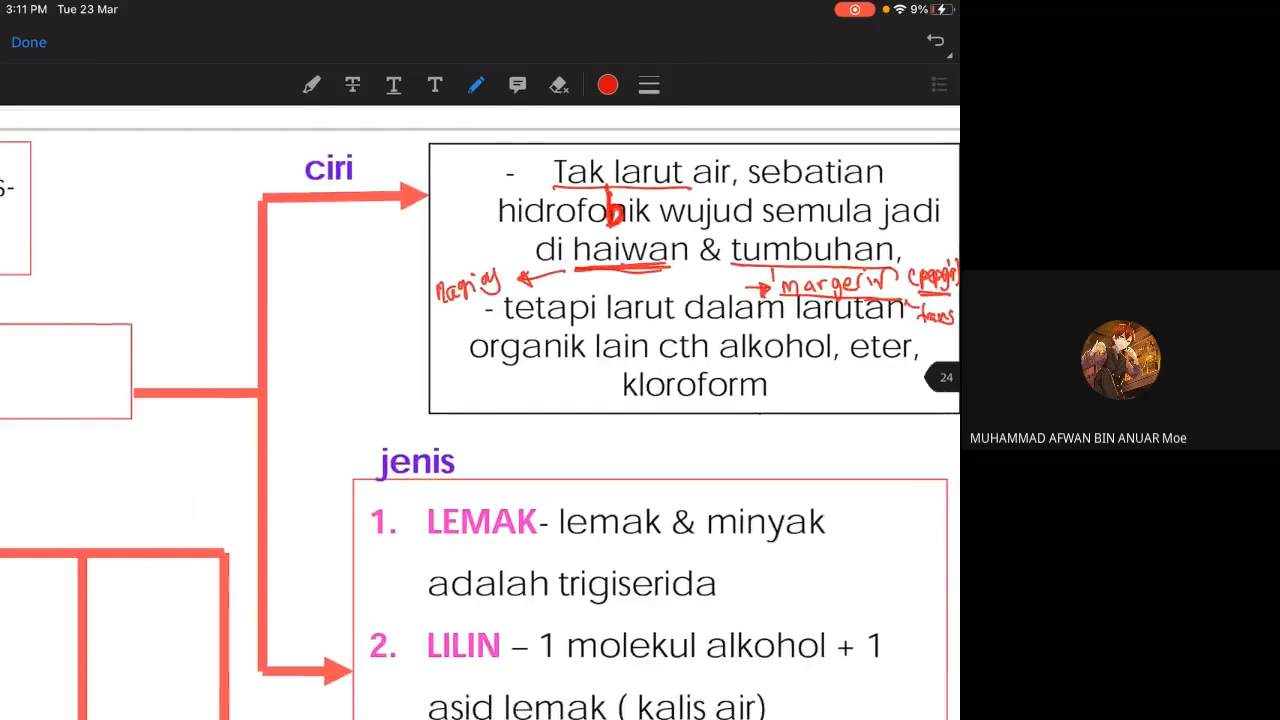 3:11 PM Tue 23 Mar
9%
Done
T T T
ciri
- Tak larut air, sebatian
hidrofobik wujud semula jadi
di haiwan & tumbuhan,
margerin
trans
- tetapi larut dalam larutan
organik lain cth alkohol, eter,
kloroform
24
jenis
1. LEMAK- lemak & minyak
adalah trigiserida
2. LILIN – 1 molekul alkohol + 1
asid lemak ( kalis air)
MUHAMMAD AFWAN BIN ANUAR Moe